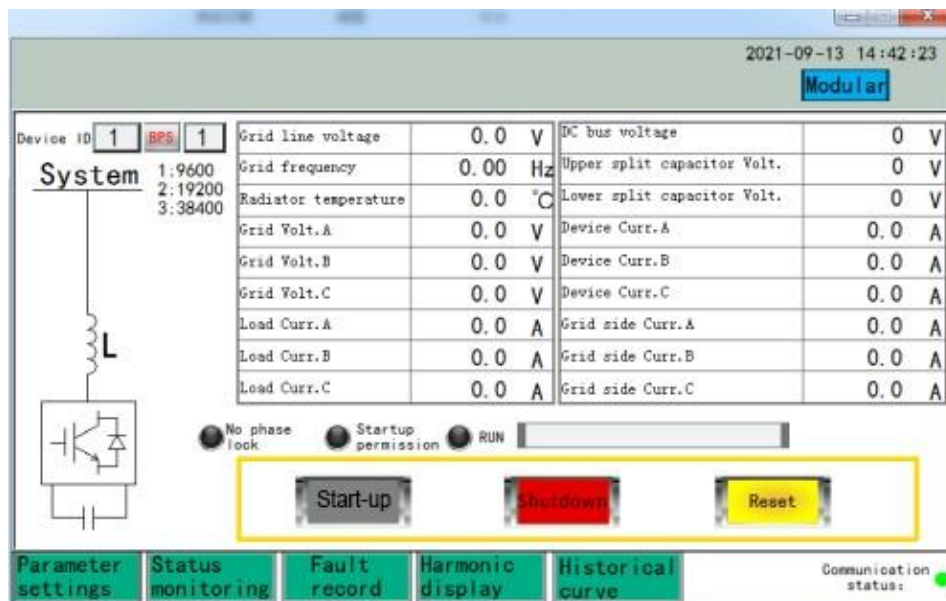 2021-09-13 14:42:23
Modular
Device ID 1 BPS 1
System
1:9600
2:19200
3:38400
L
Grid line voltage 0.0 V DC bus voltage 0 V
Grid frequency 0.00 Hz Upper split capacitor Volt. 0 V
Radiator temperature 0.0 ℃ Lower split capacitor Volt. 0 V
Grid Volt.A 0.0 V Device Curr.A 0.0 A
Grid Volt.B 0.0 V Device Curr.B 0.0 A
Grid Volt.C 0.0 V Device Curr.C 0.0 A
Load Curr.A 0.0 A Grid side Curr.A 0.0 A
Load Curr.B 0.0 A Grid side Curr.B 0.0 A
Load Curr.C 0.0 A Grid side Curr.C 0.0 A
No phase
lock
Startup
permission
RUN
Start-up Shutdown Reset
Parameter
settings
Status
monitoring
Fault
record
Harmonic
display
Historical
curve
Communication
status: